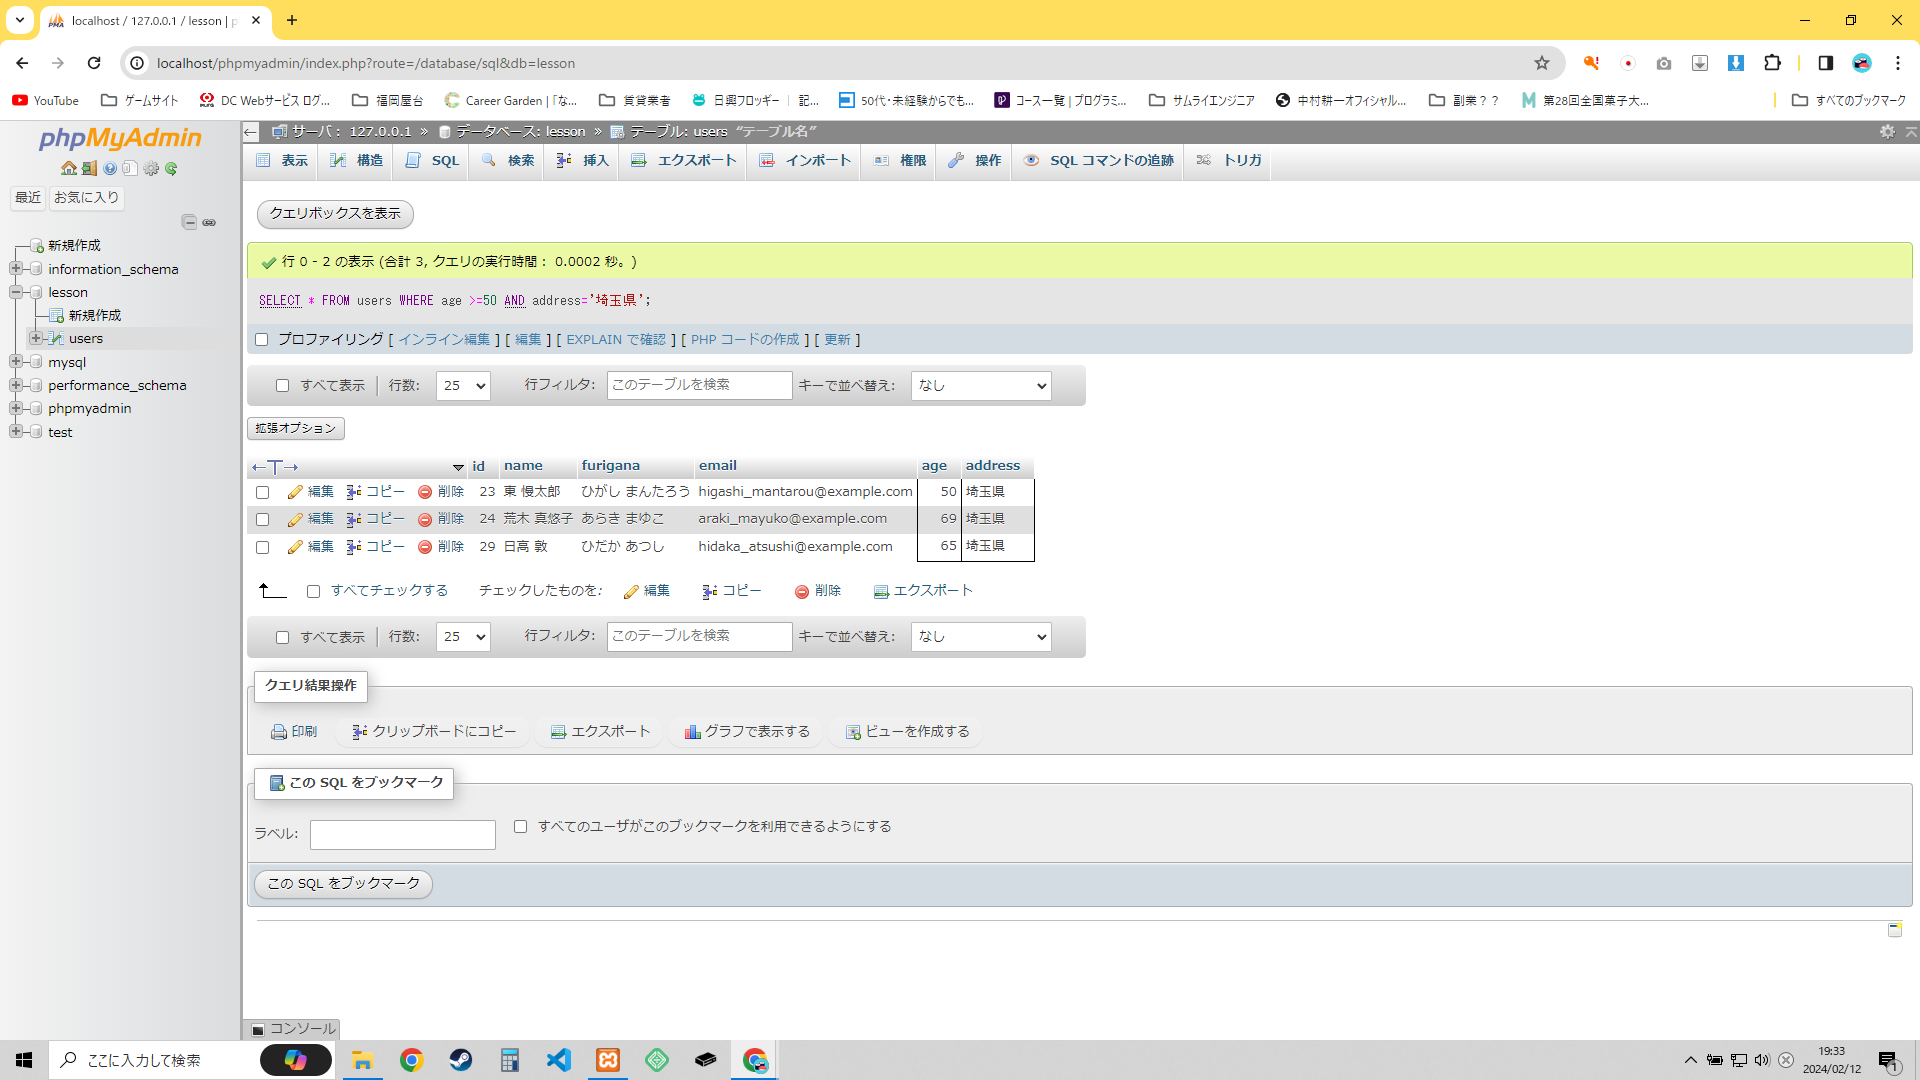 localhost / 127.0.0.1 / lesson | p
localhost/phpmyadmin/index.php?route=/database/sql&db=lesson
YouTube ゲームサイト DC Webサービス ログ... 福岡屋台 Career Garden | 「な... 賃貸業者 日興フロッギー | 記... 50代・未経験からでも... コース一覧 | プログラミ... サムライエンジニア 中村耕一オフィシャル... 副業？？ 第28回全国菓子大... すべてのブックマーク
phpMyAdmin
最近 お気に入り
新規作成
information_schema
lesson
新規作成
users
mysql
performance_schema
phpmyadmin
test
サーバ： 127.0.0.1 » データベース: lesson » テーブル: users “テーブル名”
表示 構造 SQL 検索 挿入 エクスポート インポート 権限 操作 SQL コマンドの追跡 トリガ
クエリボックスを表示
行 0 - 2 の表示 (合計 3, クエリの実行時間： 0.0002 秒。)
SELECT * FROM users WHERE age >=50 AND address='埼玉県';
プロファイリング [ インライン編集 ] [ 編集 ] [ EXPLAIN で確認 ] [ PHP コードの作成 ] [ 更新 ]
すべて表示 行数: 25 行フィルタ: このテーブルを検索 キーで並べ替え: なし
拡張オプション
←T→ id name furigana email age address
編集 コピー 削除 23 東 慢太郎 ひがし まんたろう higashi_mantarou@example.com 50 埼玉県
編集 コピー 削除 24 荒木 真悠子 あらき まゆこ araki_mayuko@example.com 69 埼玉県
編集 コピー 削除 29 日高 敦 ひだか あつし hidaka_atsushi@example.com 65 埼玉県
すべてチェックする チェックしたものを: 編集 コピー 削除 エクスポート
すべて表示 行数: 25 行フィルタ: このテーブルを検索 キーで並べ替え: なし
クエリ結果操作
印刷 クリップボードにコピー エクスポート グラフで表示する ビューを作成する
この SQL をブックマーク
ラベル: すべてのユーザがこのブックマークを利用できるようにする
この SQL をブックマーク
コンソール
ここに入力して検索
19:33
2024/02/12
1